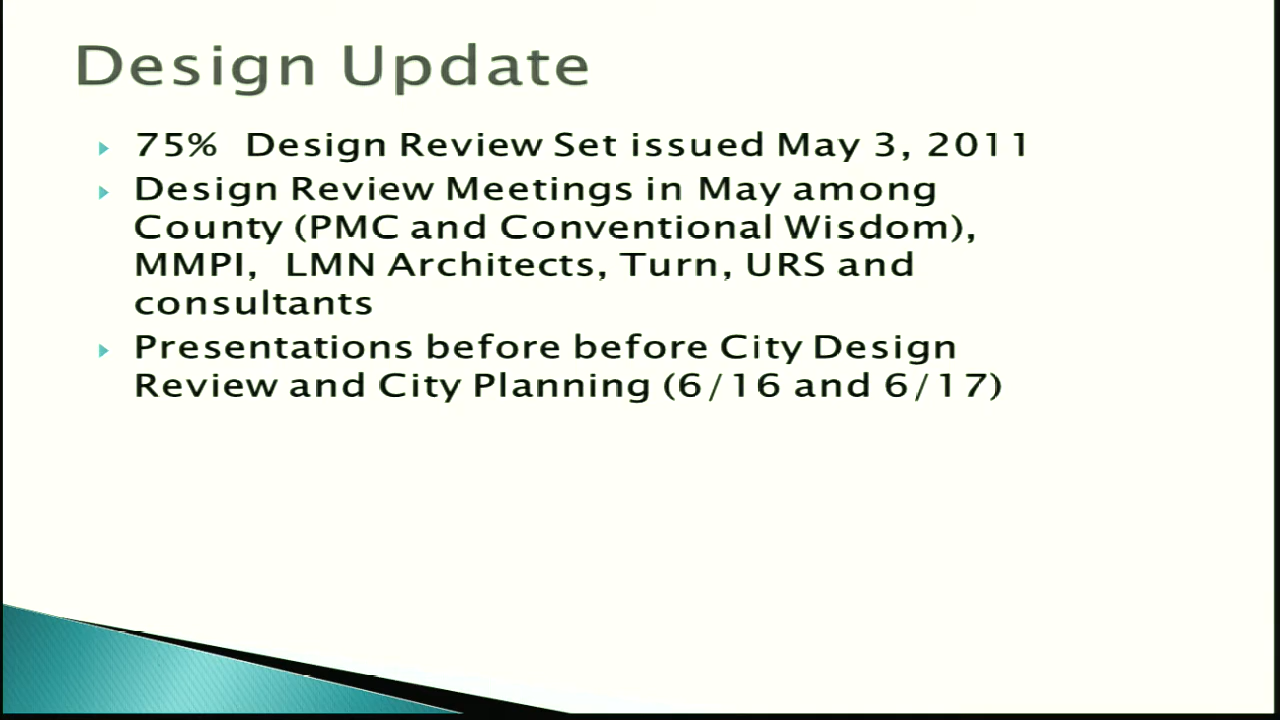 Design Update
75% Design Review Set issued May 3, 2011
Design Review Meetings in May among
County (PMC and Conventional Wisdom),
MMPI, LMN Architects, Turn, URS and
consultants
Presentations before before City Design
Review and City Planning (6/16 and 6/17)